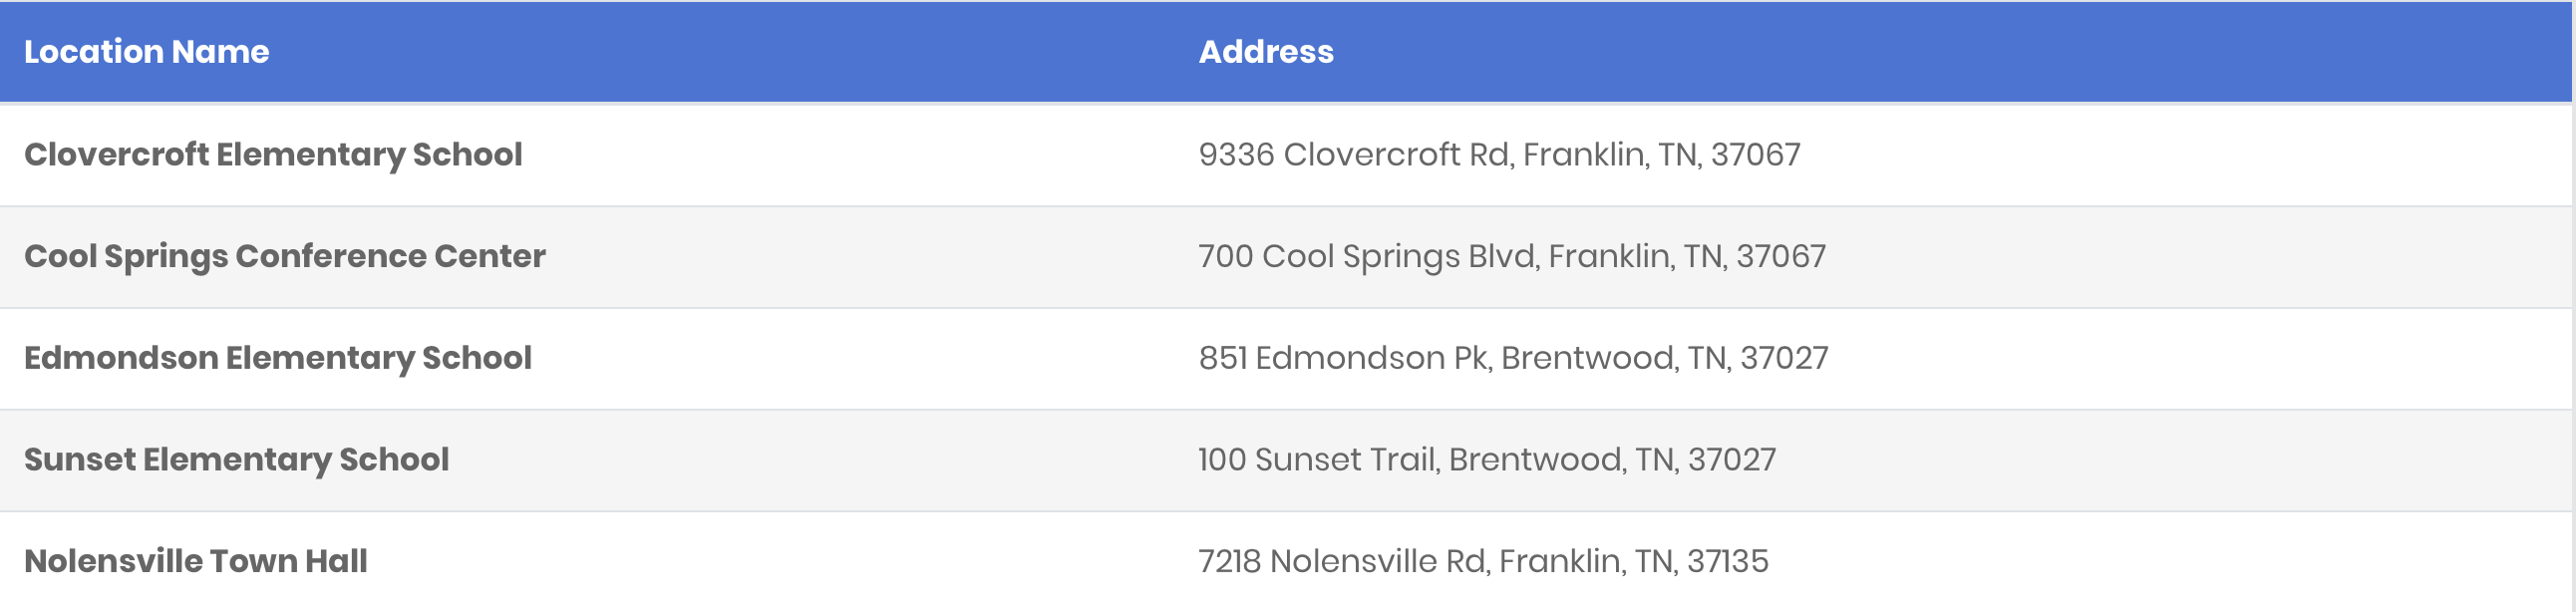 Location Name Address
Clovercroft Elementary School 9336 Clovercroft Rd, Franklin, TN, 37067
Cool Springs Conference Center 700 Cool Springs Blvd, Franklin, TN, 37067
Edmondson Elementary School 851 Edmondson Pk, Brentwood, TN, 37027
Sunset Elementary School 100 Sunset Trail, Brentwood, TN, 37027
Nolensville Town Hall 7218 Nolensville Rd, Franklin, TN, 37135